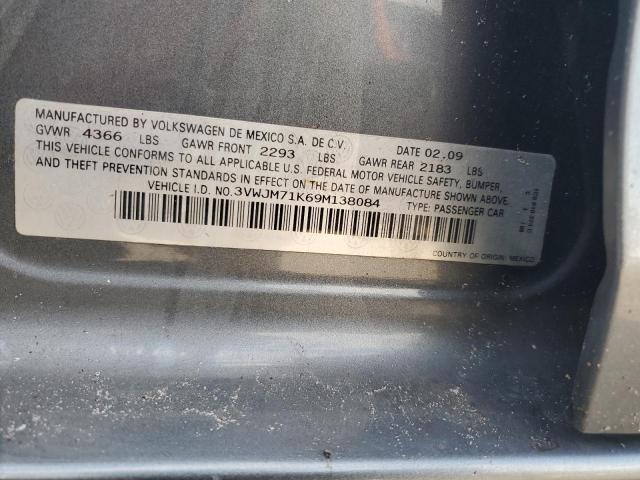 MANUFACTURED BY VOLKSWAGEN DE MEXICO S.A. DE C.V. DATE 02.09
GVWR 4366 LBS GAWR FRONT 2293 LBS GAWR REAR 2183 LBS
THIS VEHICLE CONFORMS TO ALL APPLICABLE U.S. FEDERAL MOTOR VEHICLE SAFETY, BUMPER,
AND THEFT PREVENTION STANDARDS IN EFFECT ON THE DATE OF MANUFACTURE SHOWN ABOVE.
VEHICLE I.D. NO. 3VWJM71K69M138084 TYPE: PASSENGER CAR
COUNTRY OF ORIGIN: MEXICO